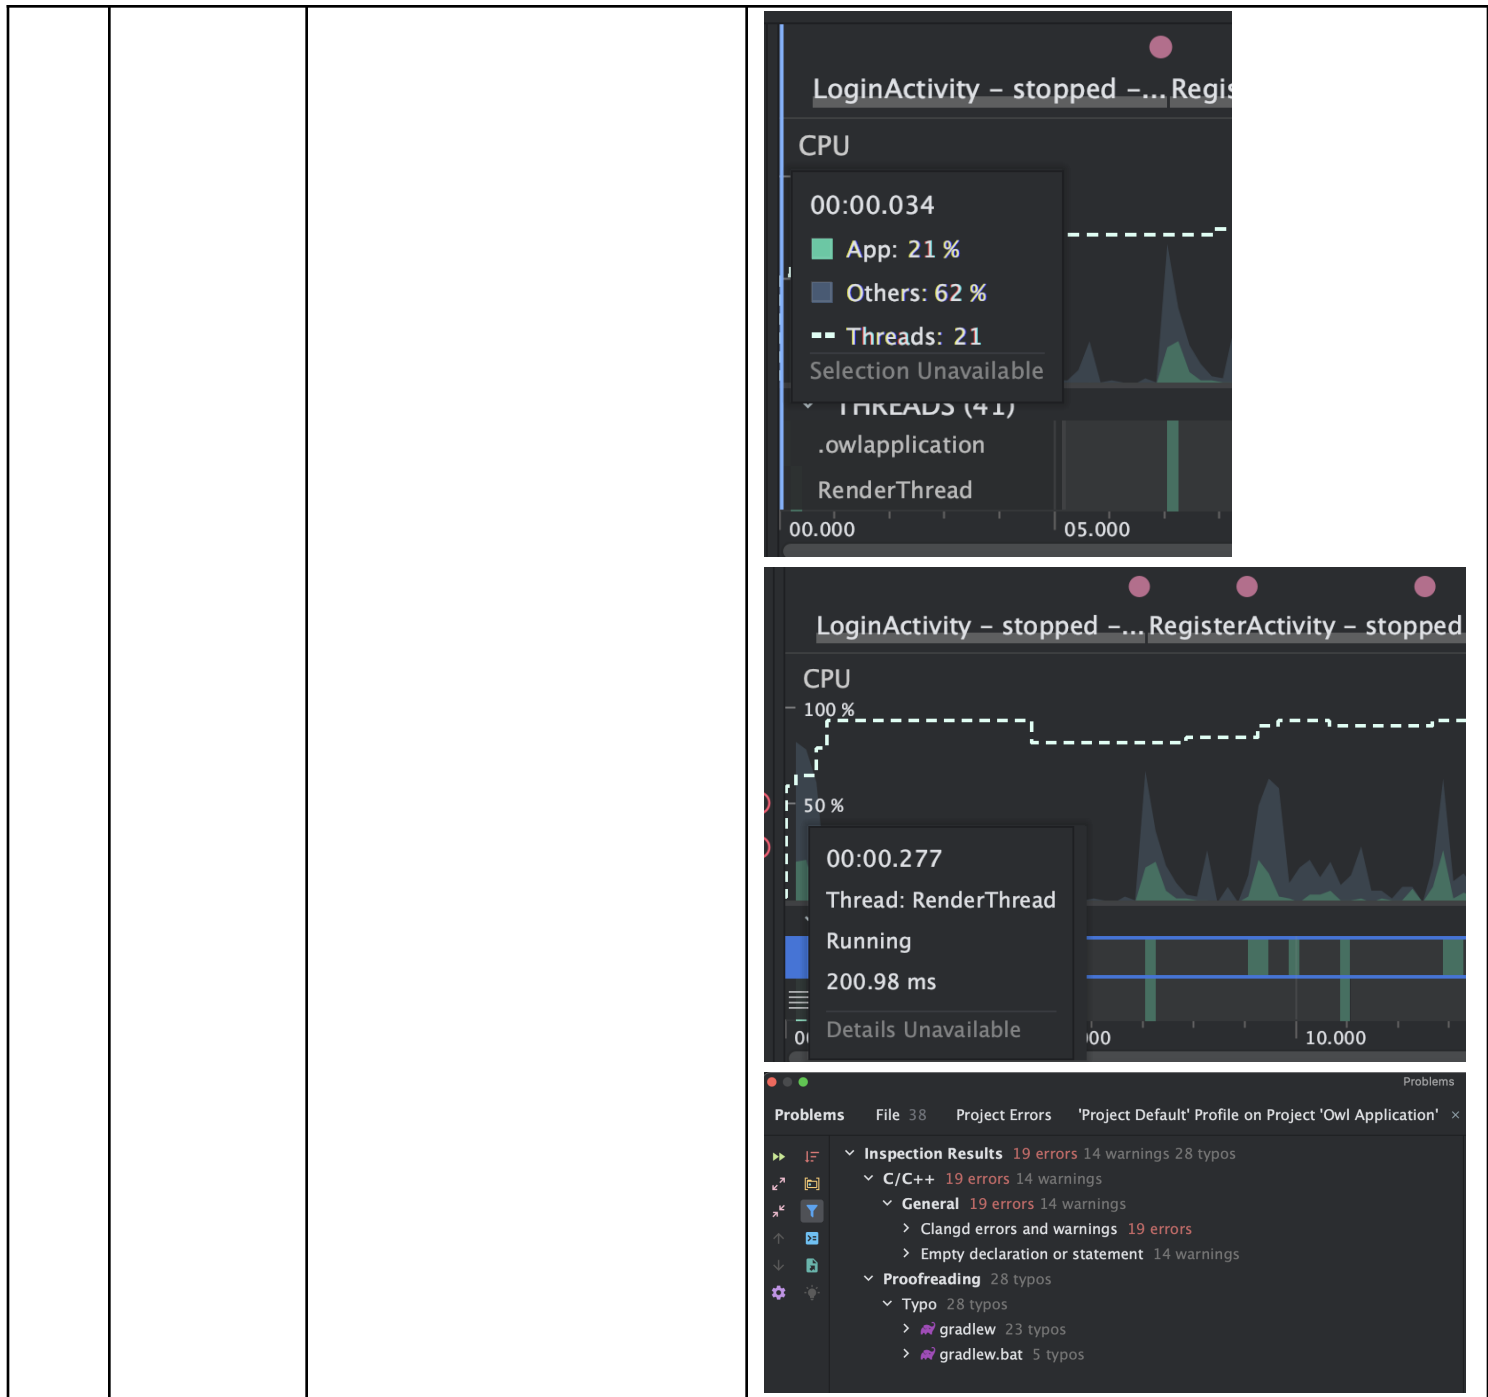 LoginActivity – stopped –... Regis
CPU
00:00.034
App: 21 %
Others: 62 %
Threads: 21
Selection Unavailable
THREADS (41)
.owlapplication
RenderThread
00.000 05.000
LoginActivity – stopped –... RegisterActivity – stopped
CPU
100 %
50 %
00:00.277
Thread: RenderThread
Running
200.98 ms
Details Unavailable
10.000
Problems
Problems File 38 Project Errors 'Project Default' Profile on Project 'Owl Application' ×
Inspection Results 19 errors 14 warnings 28 typos
C/C++ 19 errors 14 warnings
General 19 errors 14 warnings
Clangd errors and warnings 19 errors
Empty declaration or statement 14 warnings
Proofreading 28 typos
Typo 28 typos
gradlew 23 typos
gradlew.bat 5 typos